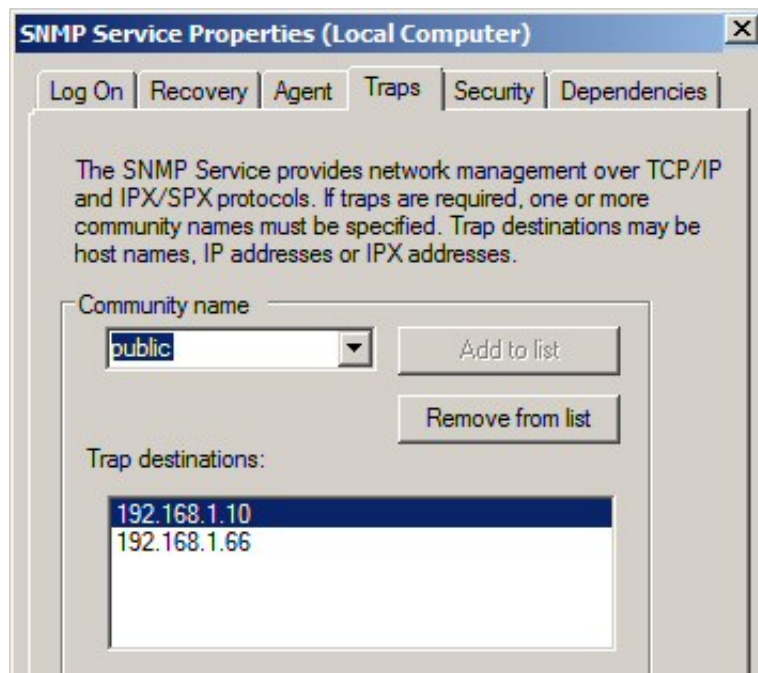 SNMP Service Properties (Local Computer)
Log On Recovery Agent Traps Security Dependencies
The SNMP Service provides network management over TCP/IP
and IPX/SPX protocols. If traps are required, one or more
community names must be specified. Trap destinations may be
host names, IP addresses or IPX addresses.
Community name
public Add to list
Remove from list
Trap destinations:
192.168.1.10
192.168.1.66